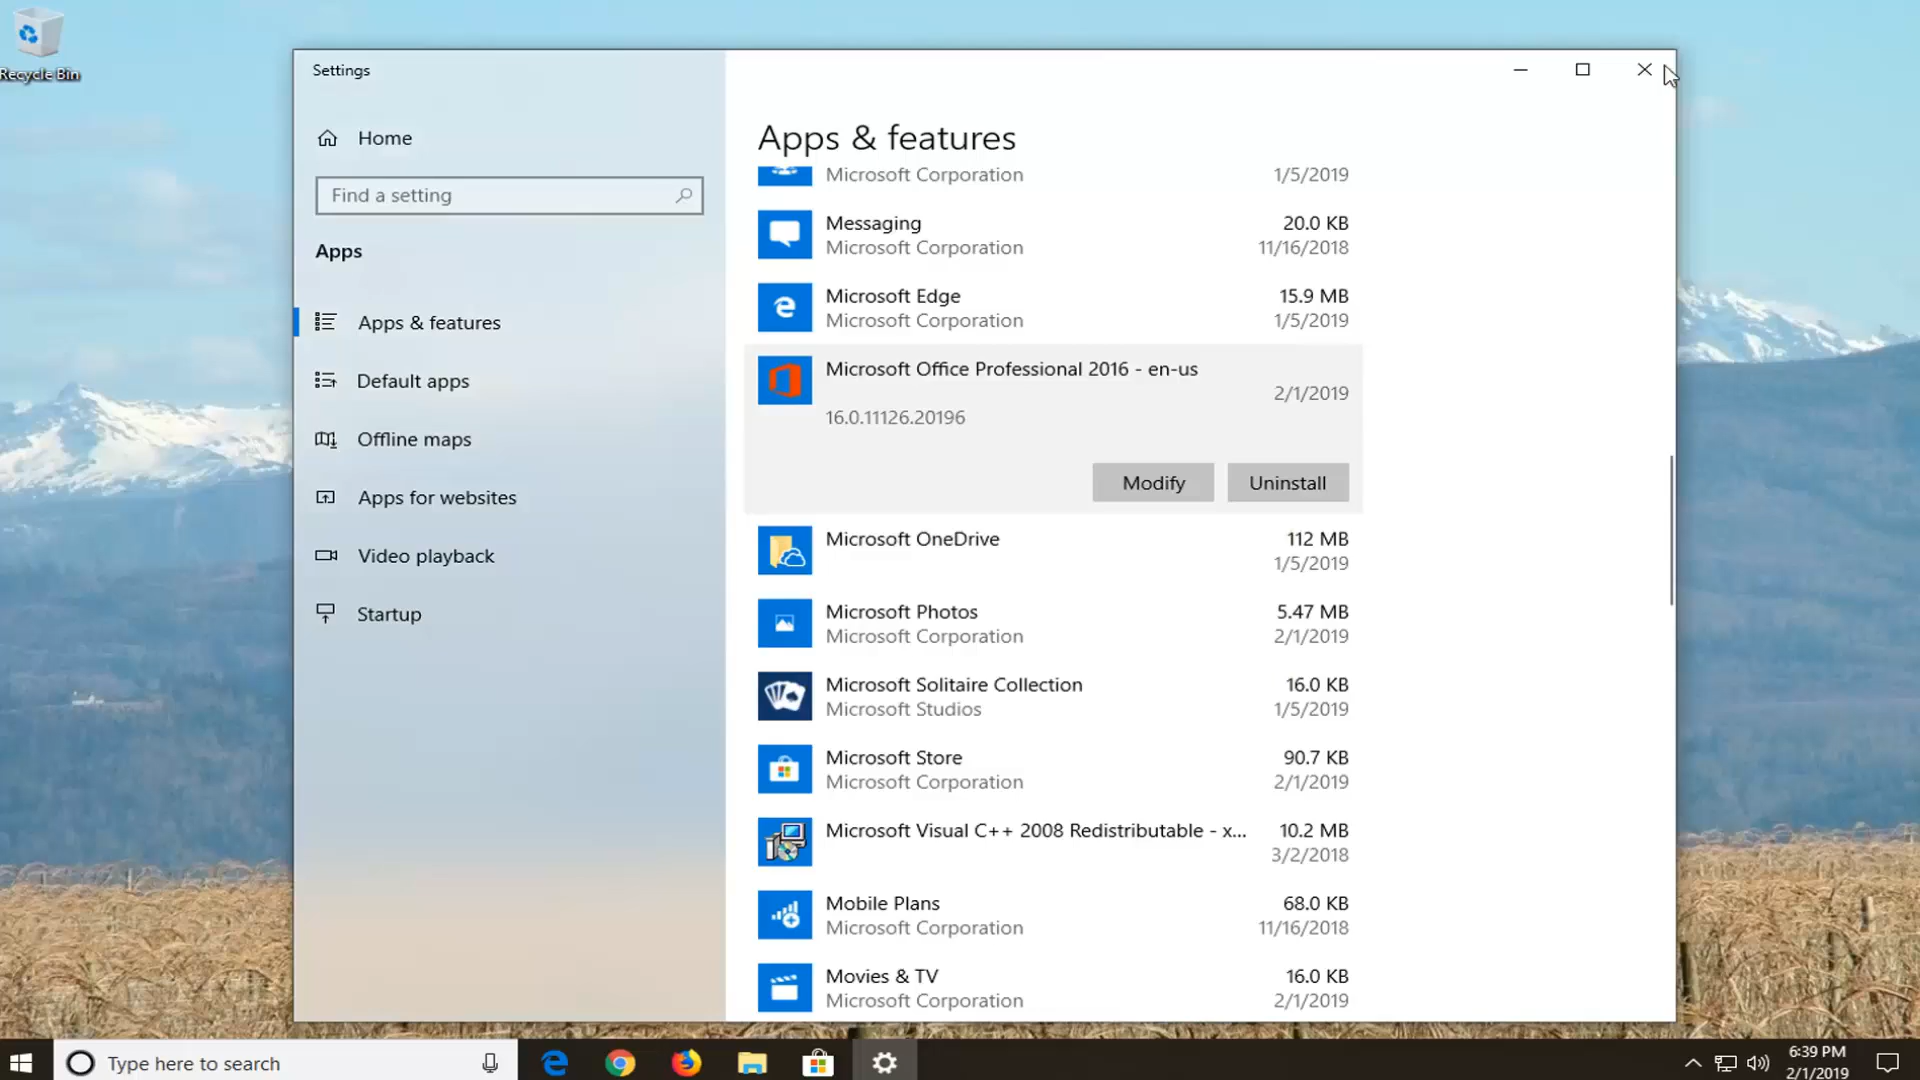 Recycle Bin
Settings
Home
Find a setting
Apps
Apps & features
Default apps
Offline maps
Apps for websites
Video playback
Startup
Apps & features
Microsoft Corporation 1/5/2019
Messaging 20.0 KB
Microsoft Corporation 11/16/2018
Microsoft Edge 15.9 MB
Microsoft Corporation 1/5/2019
Microsoft Office Professional 2016 - en-us
2/1/2019
16.0.11126.20196
Modify Uninstall
Microsoft OneDrive 112 MB
1/5/2019
Microsoft Photos 5.47 MB
Microsoft Corporation 2/1/2019
Microsoft Solitaire Collection 16.0 KB
Microsoft Studios 1/5/2019
Microsoft Store 90.7 KB
Microsoft Corporation 2/1/2019
Microsoft Visual C++ 2008 Redistributable - x... 10.2 MB
3/2/2018
Mobile Plans 68.0 KB
Microsoft Corporation 11/16/2018
Movies & TV 16.0 KB
Microsoft Corporation 2/1/2019
Type here to search
6:39 PM
2/1/2019